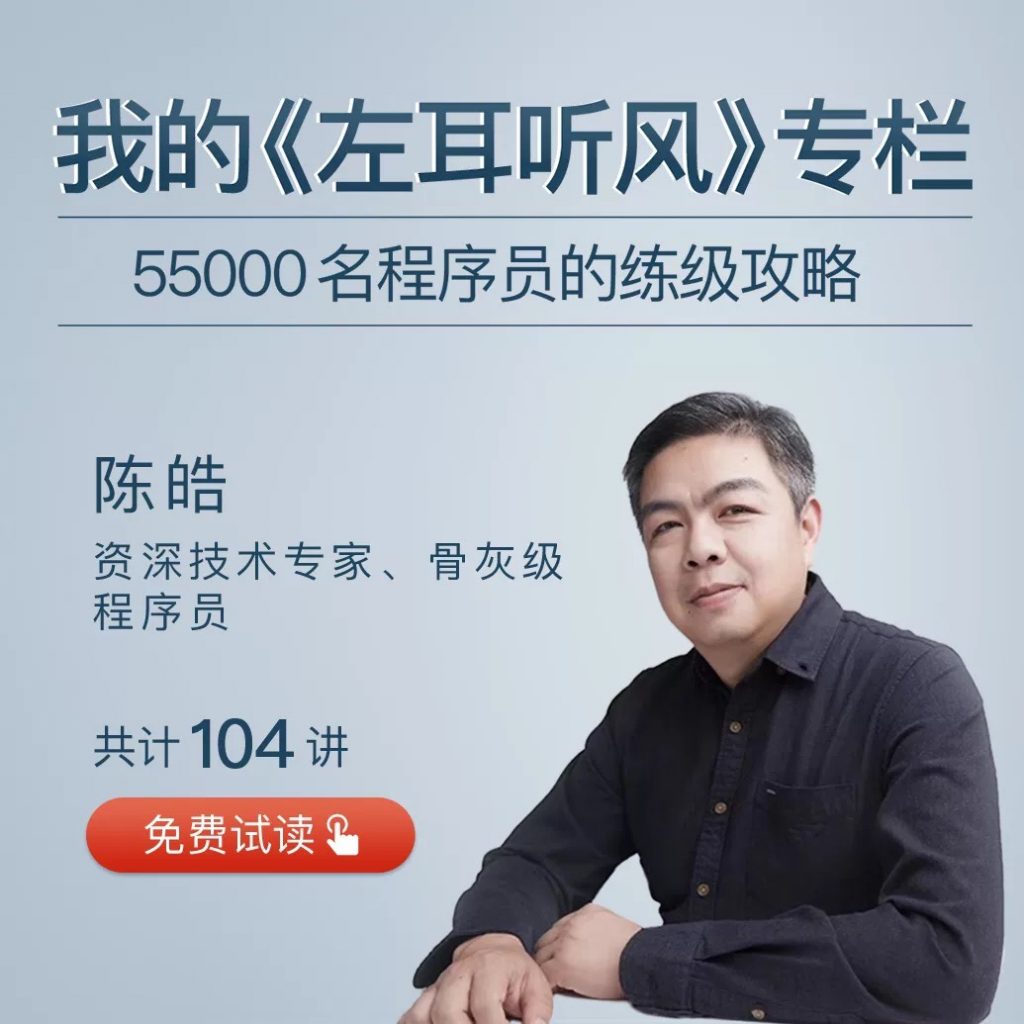 我的《左耳听风》专栏
55000 名程序员的练级攻略
陈皓
资深技术专家、骨灰级
程序员
共计 104 讲
免费试读